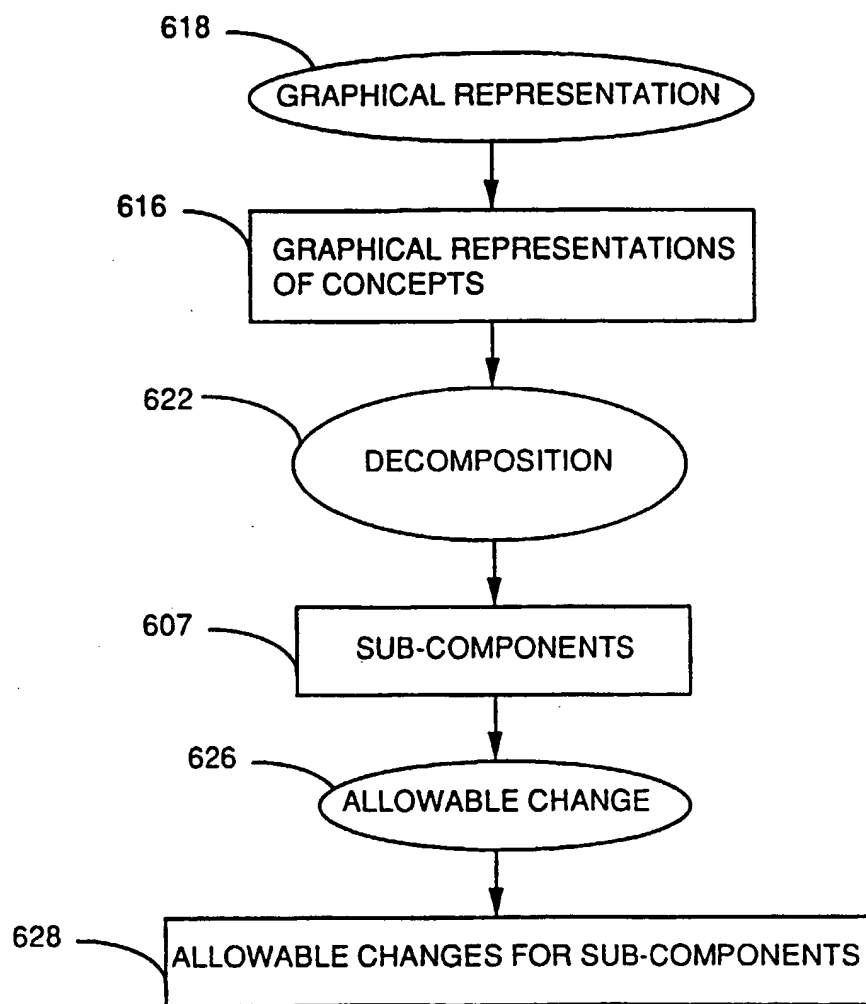 618
GRAPHICAL REPRESENTATION
616
GRAPHICAL REPRESENTATIONS
OF CONCEPTS
622
DECOMPOSITION
607
SUB-COMPONENTS
626
ALLOWABLE CHANGE
628
ALLOWABLE CHANGES FOR SUB-COMPONENTS